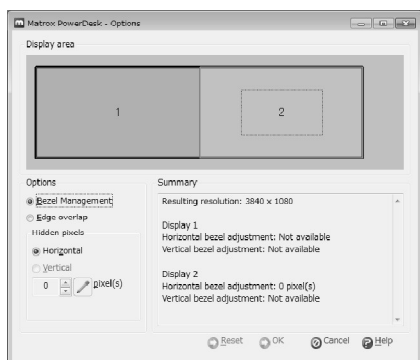 Matrox PowerDesk - Options
Display area
1
2
Options
Bezel Management
Edge overlap
Hidden pixels
Horizontal
Vertical
0 pixel(s)
Summary
Resulting resolution: 3840 x 1080
Display 1
Horizontal bezel adjustment: Not available
Vertical bezel adjustment: Not available
Display 2
Horizontal bezel adjustment: 0 pixel(s)
Vertical bezel adjustment: Not available
Reset OK Cancel Help